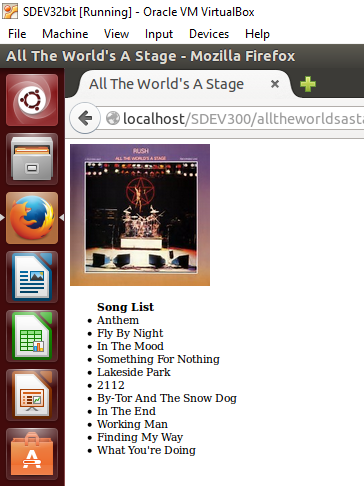 SDEV32bit [Running] - Oracle VM VirtualBox
File Machine View Input Devices Help
All The World's A Stage - Mozilla Firefox
All The World's A Stage
localhost/SDEV300/alltheworldsasta
RUSH
ALL THE WORLD'S A STAGE
Song List
Anthem
Fly By Night
In The Mood
Something For Nothing
Lakeside Park
2112
By-Tor And The Snow Dog
In The End
Working Man
Finding My Way
What You're Doing